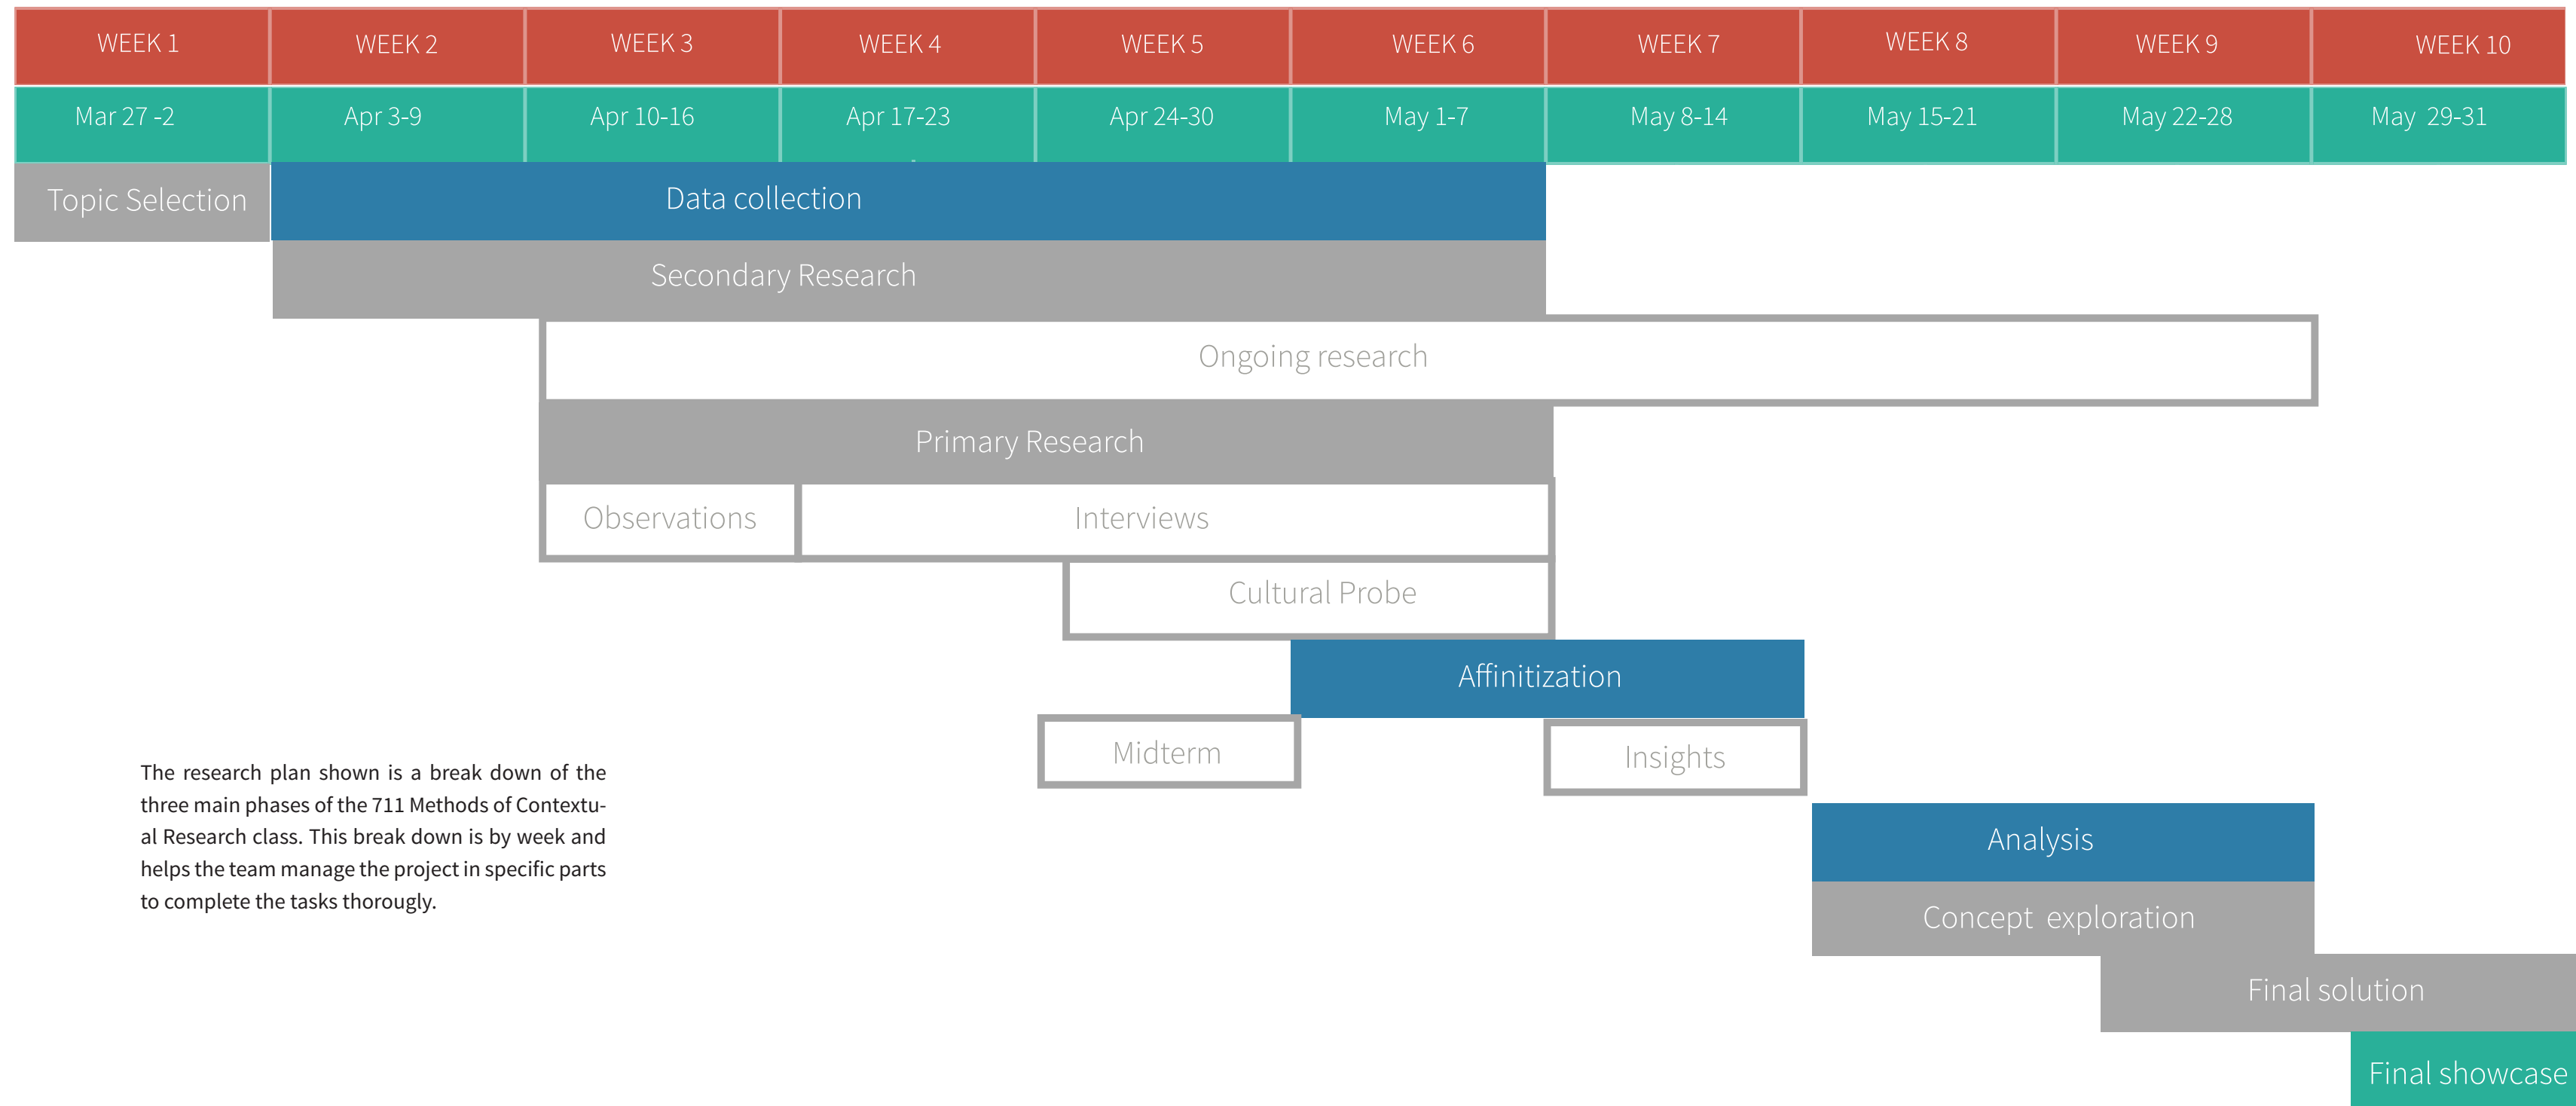 WEEK 1 WEEK 2 WEEK 3 WEEK 4 WEEK 5 WEEK 6 WEEK 7 WEEK 8 WEEK 9 WEEK 10
Mar 27 -2 Apr 3-9 Apr 10-16 Apr 17-23 Apr 24-30 May 1-7 May 8-14 May 15-21 May 22-28 May 29-31
Topic Selection Data collection
Secondary Research
Ongoing research
Primary Research
Observations Interviews
Cultural Probe
Affinitization
Midterm Insights
The research plan shown is a break down of the
three main phases of the 711 Methods of Contextu-
al Research class. This break down is by week and
helps the team manage the project in specific parts
to complete the tasks thorougly.
Analysis
Concept exploration
Final solution
Final showcase